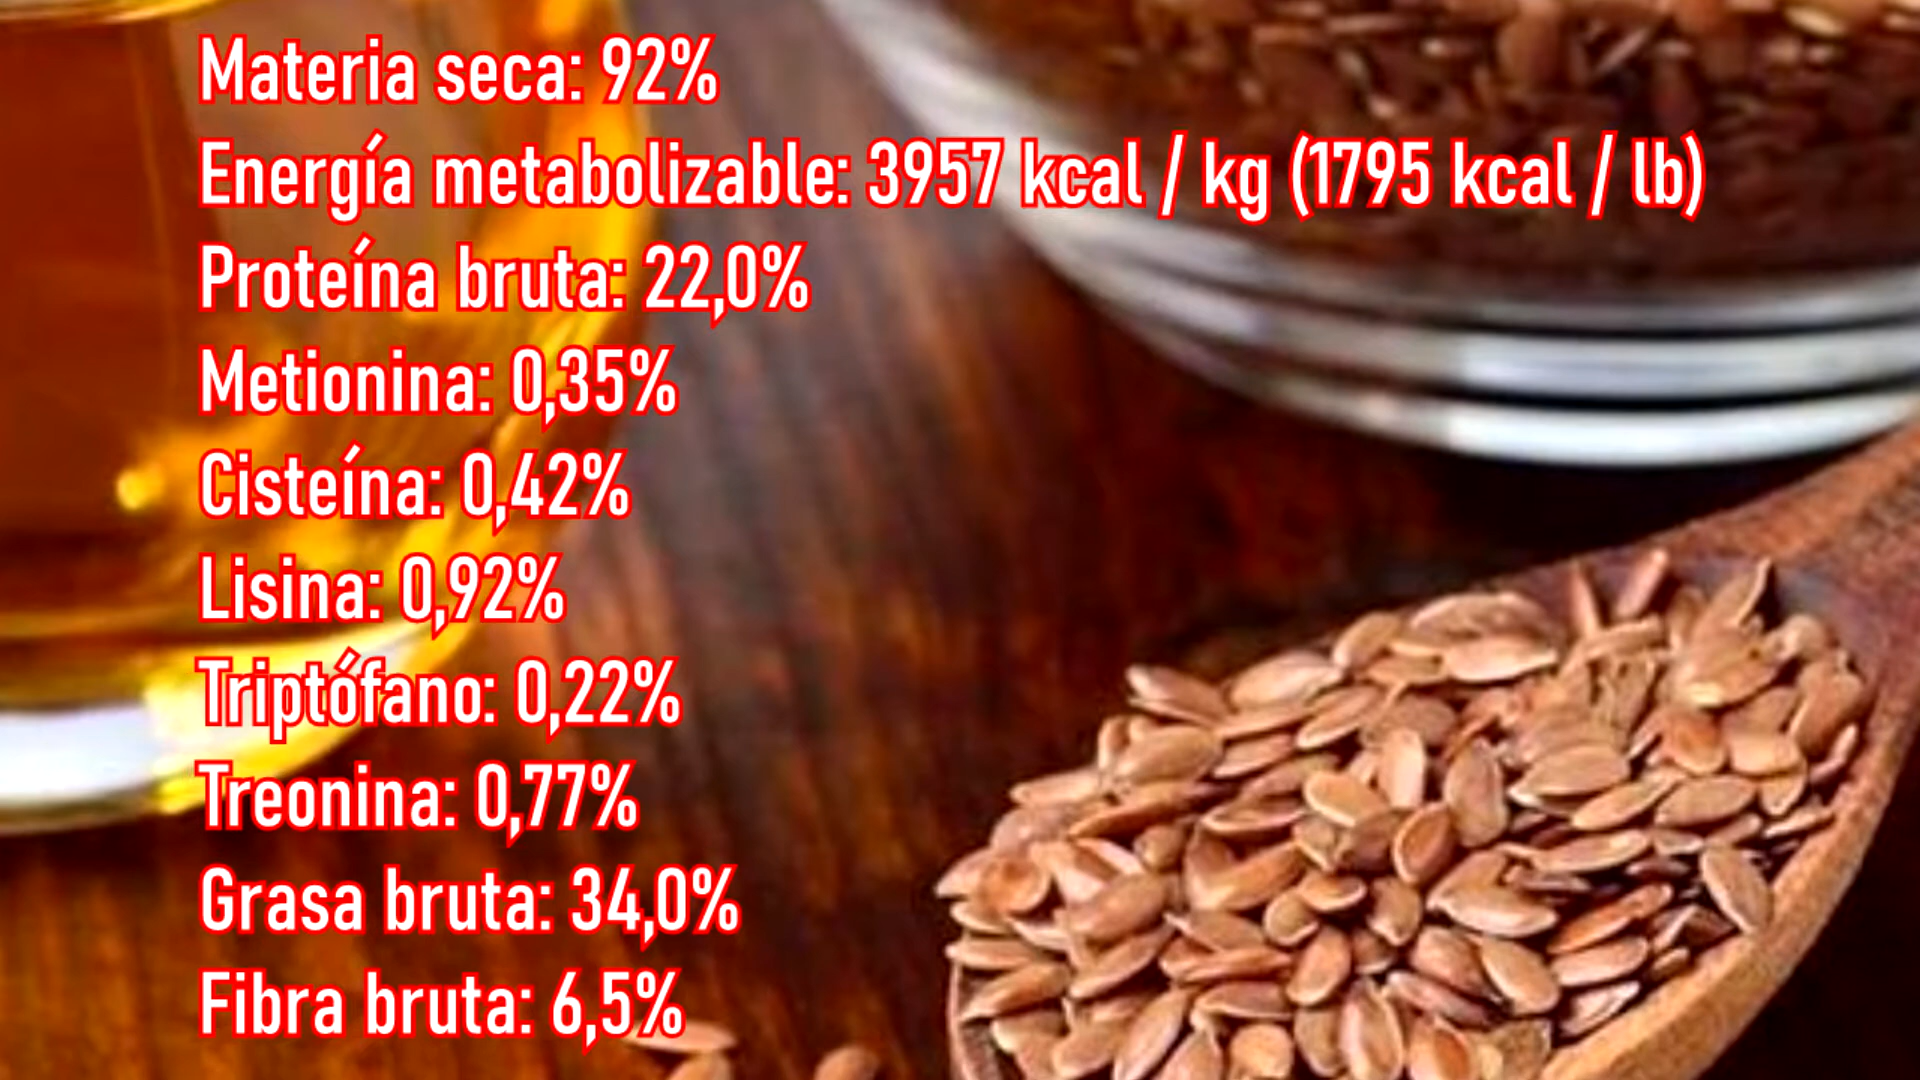 Materia seca: 92%
Energía metabolizable: 3957 kcal / kg (1795 kcal / lb)
Proteína bruta: 22,0%
Metionina: 0,35%
Cisteína: 0,42%
Lisina: 0,92%
Triptófano: 0,22%
Treonina: 0,77%
Grasa bruta: 34,0%
Fibra bruta: 6,5%